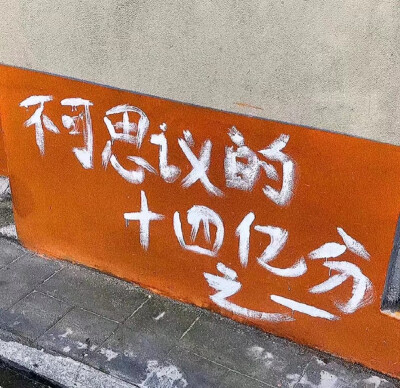 不可思议的
十四亿分
之一